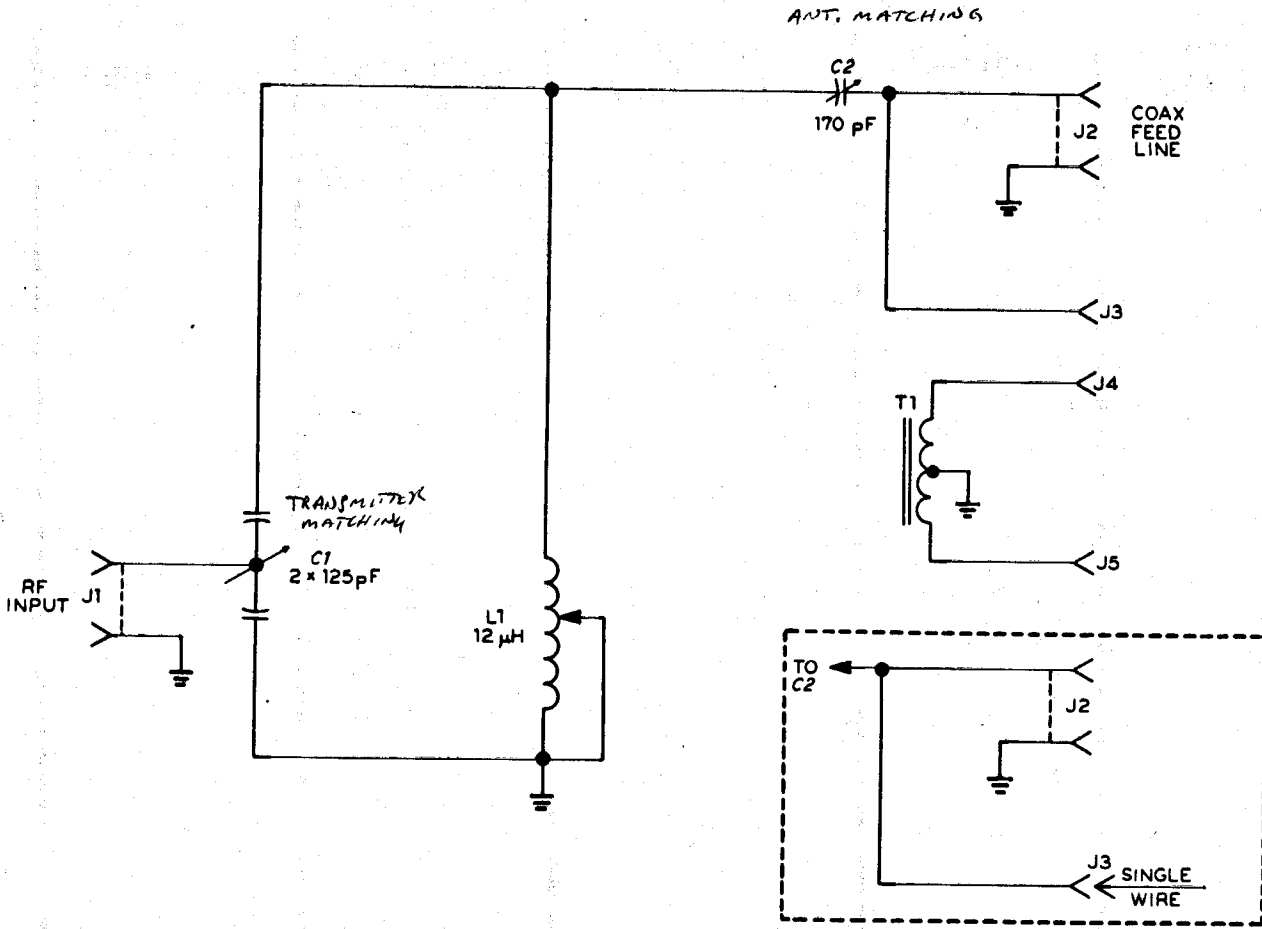 ANT. MATCHING
C2
170 pF
J2
COAX
FEED
LINE
J3
J4
T1
J5
TRANSMITTER
MATCHING
C1
2 × 125pF
RF
INPUT
J1
L1
12 μH
TO
C2
J2
J3
SINGLE
WIRE